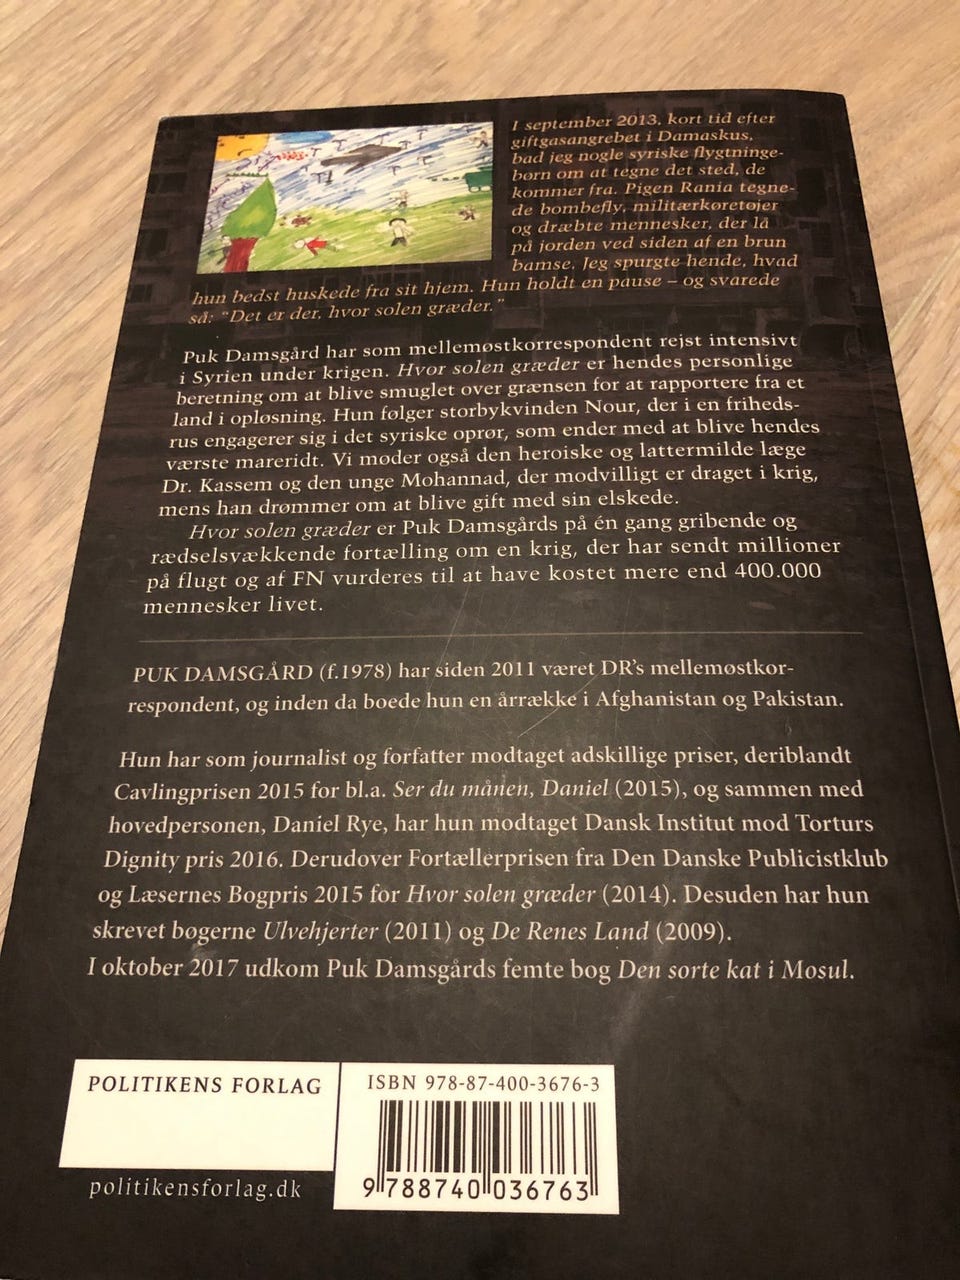 I september 2013, kort tid efter
giftgasangrebet i Damaskus,
bad jeg nogle syriske flygtninge-
børn om at tegne det sted, de
kommer fra. Pigen Rania tegne-
de bombefly, militærkøretøjer
og dræbte mennesker, der lå
på jorden ved siden af en brun
bamse. Jeg spurgte hende, hvad
hun bedst huskede fra sit hjem. Hun holdt en pause – og svarede
så: "Det er der, hvor solen græder."
Puk Damsgård har som mellemøstkorrespondent rejst intensivt
i Syrien under krigen. Hvor solen græder er hendes personlige
beretning om at blive smuglet over grænsen for at rapportere fra et
land i opløsning. Hun følger storbykvinden Nour, der i en friheds-
rus engagerer sig i det syriske oprør, som ender med at blive hendes
værste mareridt. Vi møder også den heroiske og lattermilde læge
Dr. Kassem og den unge Mohannad, der modvilligt er draget i krig,
mens han drømmer om at blive gift med sin elskede.
Hvor solen græder er Puk Damsgårds på én gang gribende og
rædselsvækkende fortælling om en krig, der har sendt millioner
på flugt og af FN vurderes til at have kostet mere end 400.000
mennesker livet.
PUK DAMSGÅRD (f.1978) har siden 2011 været DR's mellemøstkor-
respondent, og inden da boede hun en årrække i Afghanistan og Pakistan.
Hun har som journalist og forfatter modtaget adskillige priser, deriblandt
Cavlingprisen 2015 for bl.a. Ser du månen, Daniel (2015), og sammen med
hovedpersonen, Daniel Rye, har hun modtaget Dansk Institut mod Torturs
Dignity pris 2016. Derudover Fortællerprisen fra Den Danske Publicistklub
og Læsernes Bogpris 2015 for Hvor solen græder (2014). Desuden har hun
skrevet bøgerne Ulvehjerter (2011) og De Renes Land (2009).
I oktober 2017 udkom Puk Damsgårds femte bog Den sorte kat i Mosul.
POLITIKENS FORLAG
politikensforlag.dk
ISBN 978-87-400-3676-3
9 788740 036763